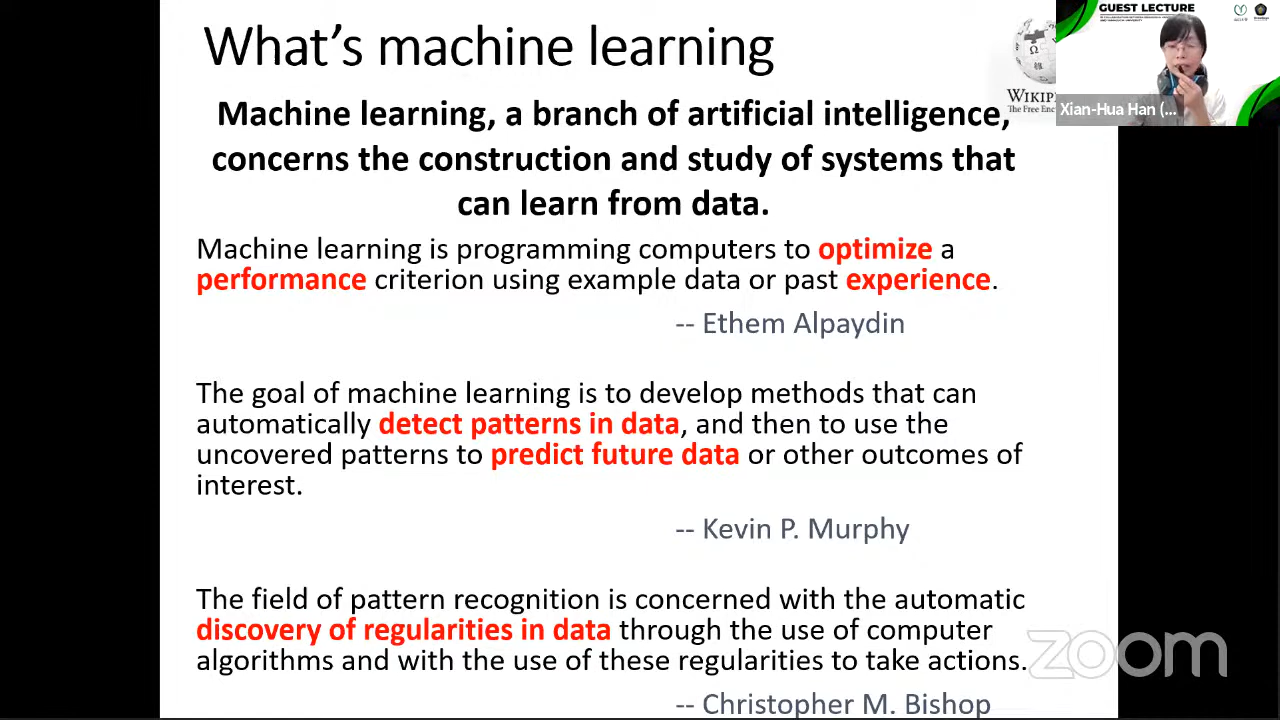 What's machine learning
GUEST LECTURE
Xian-Hua Han (...
WIKIP
The Free Enc
Machine learning, a branch of artificial intelligence,
concerns the construction and study of systems that
can learn from data.
Machine learning is programming computers to optimize a
performance criterion using example data or past experience.
-- Ethem Alpaydin
The goal of machine learning is to develop methods that can
automatically detect patterns in data, and then to use the
uncovered patterns to predict future data or other outcomes of
interest.
-- Kevin P. Murphy
The field of pattern recognition is concerned with the automatic
discovery of regularities in data through the use of computer
algorithms and with the use of these regularities to take actions.
-- Christopher M. Bishop
zoom